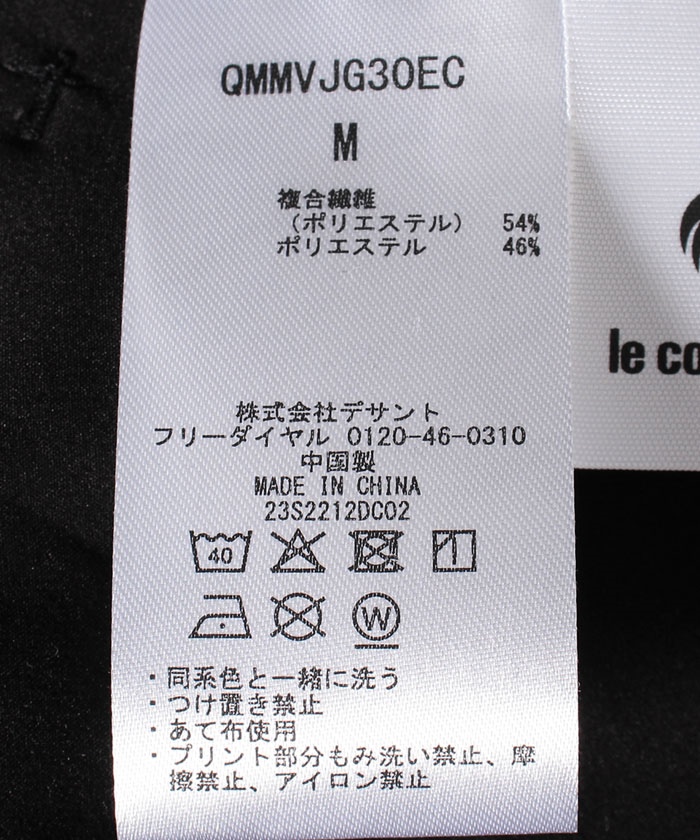 QMMVJG30EC
M
複合繊維
（ポリエステル） 54%
ポリエステル 46%
株式会社デサント
フリーダイヤル 0120-46-0310
中国製
MADE IN CHINA
23S2212DC02
40
W
・同系色と一緒に洗う
・つけ置き禁止
・あて布使用
・プリント部分もみ洗い禁止、摩
擦禁止、アイロン禁止
le co